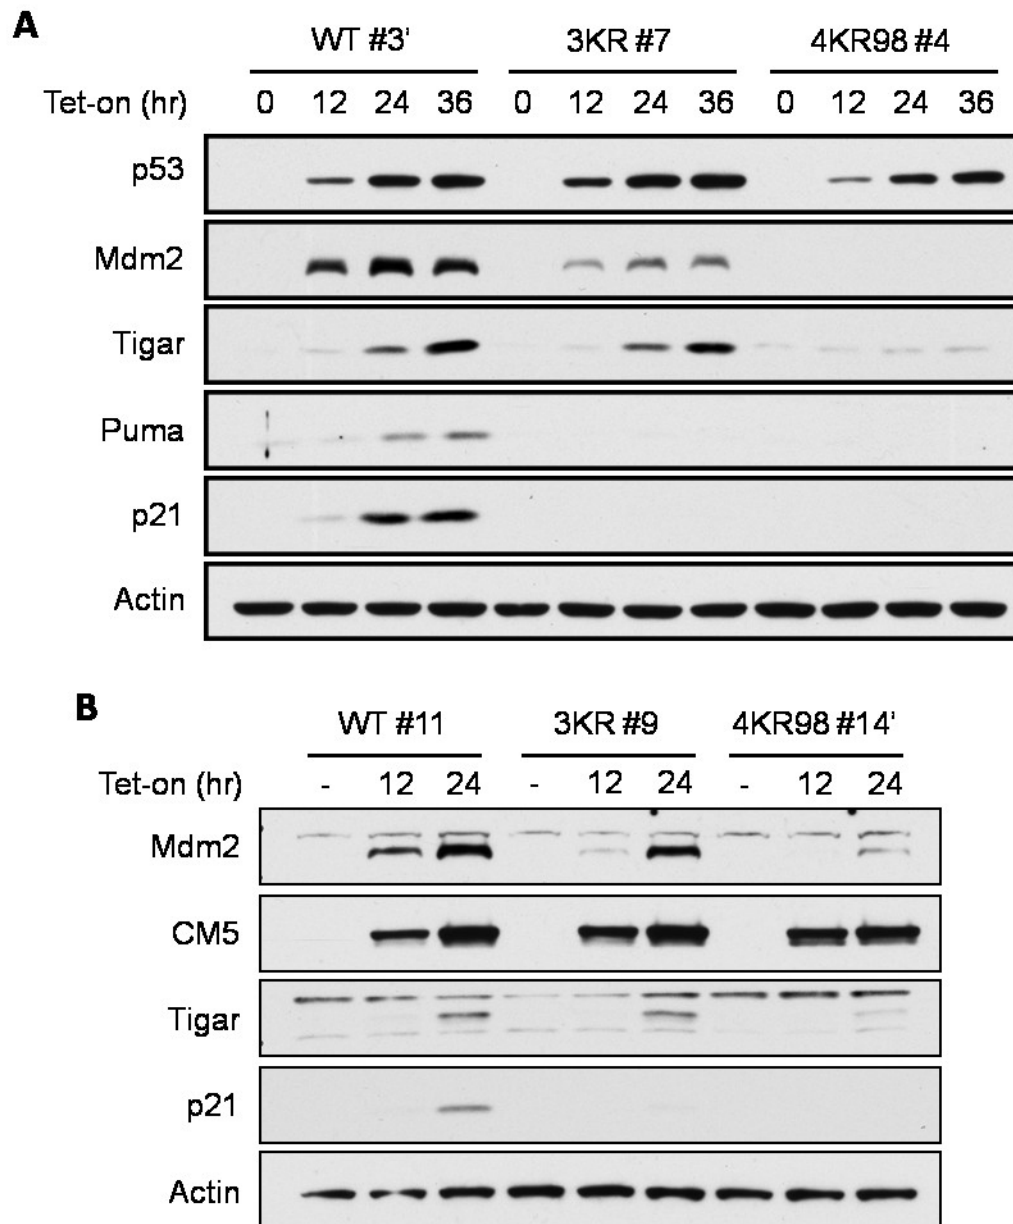 A
WT #3' 3KR #7 4KR98 #4
Tet-on (hr) 0 12 24 36 0 12 24 36 0 12 24 36
p53
Mdm2
Tigar
Puma
p21
Actin
B
WT #11 3KR #9 4KR98 #14'
Tet-on (hr) - 12 24 - 12 24 - 12 24
Mdm2
CM5
Tigar
p21
Actin